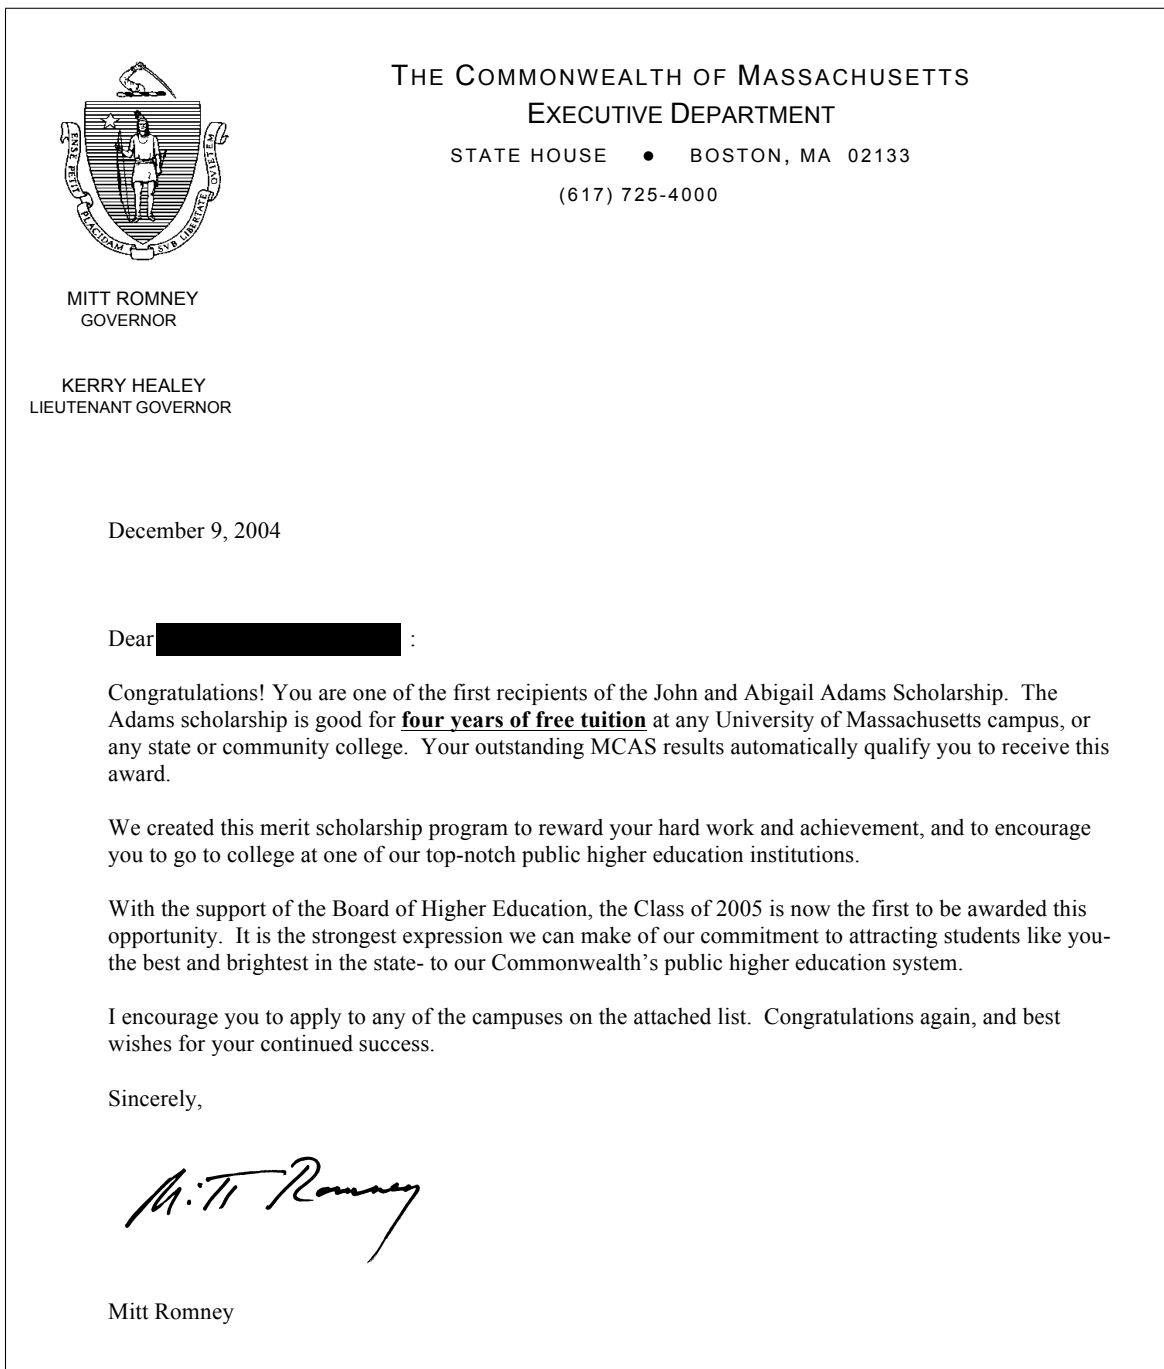 THE COMMONWEALTH OF MASSACHUSETTS
EXECUTIVE DEPARTMENT
STATE HOUSE ● BOSTON, MA 02133
(617) 725-4000
ENSE PETIT PLACIDAM SVB LIBERTATE QVIETEM
MITT ROMNEY
GOVERNOR
KERRY HEALEY
LIEUTENANT GOVERNOR
December 9, 2004
Dear :
Congratulations! You are one of the first recipients of the John and Abigail Adams Scholarship. The
Adams scholarship is good for four years of free tuition at any University of Massachusetts campus, or
any state or community college. Your outstanding MCAS results automatically qualify you to receive this
award.
We created this merit scholarship program to reward your hard work and achievement, and to encourage
you to go to college at one of our top-notch public higher education institutions.
With the support of the Board of Higher Education, the Class of 2005 is now the first to be awarded this
opportunity. It is the strongest expression we can make of our commitment to attracting students like you-
the best and brightest in the state- to our Commonwealth’s public higher education system.
I encourage you to apply to any of the campuses on the attached list. Congratulations again, and best
wishes for your continued success.
Sincerely,
Mitt Romney
Mitt Romney